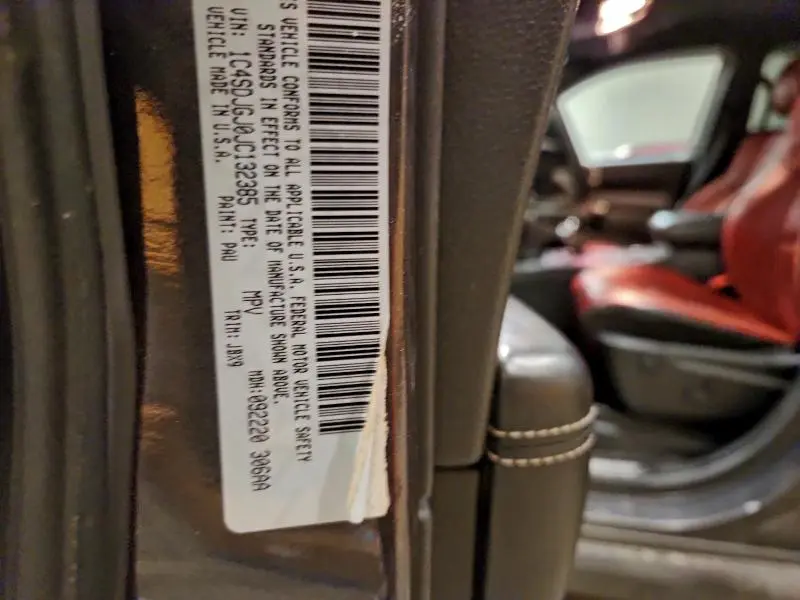 'S VEHICLE CONFORMS TO ALL APPLICABLE U.S.A. FEDERAL MOTOR VEHICLE SAFETY
STANDARDS IN EFFECT ON THE DATE OF MANUFACTURE SHOWN ABOVE.
VIN: 1C4SDJGJ0JC132385 TYPE: MPV MDH:092220 306AA
VEHICLE MADE IN U.S.A. PAINT: PAU TRIM: JBX9